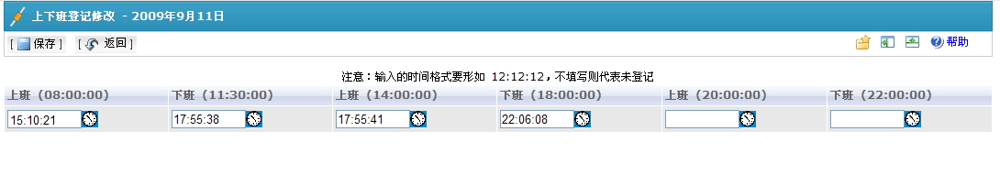 上下班登记修改 - 2009年9月11日
[ 保存 ] [ 返回 ] 帮助
注意：输入的时间格式要形如 12:12:12，不填写则代表未登记
上班（08:00:00） 下班（11:30:00） 上班（14:00:00） 下班（18:00:00） 上班（20:00:00） 下班（22:00:00）
15:10:21 17:55:38 17:55:41 22:06:08